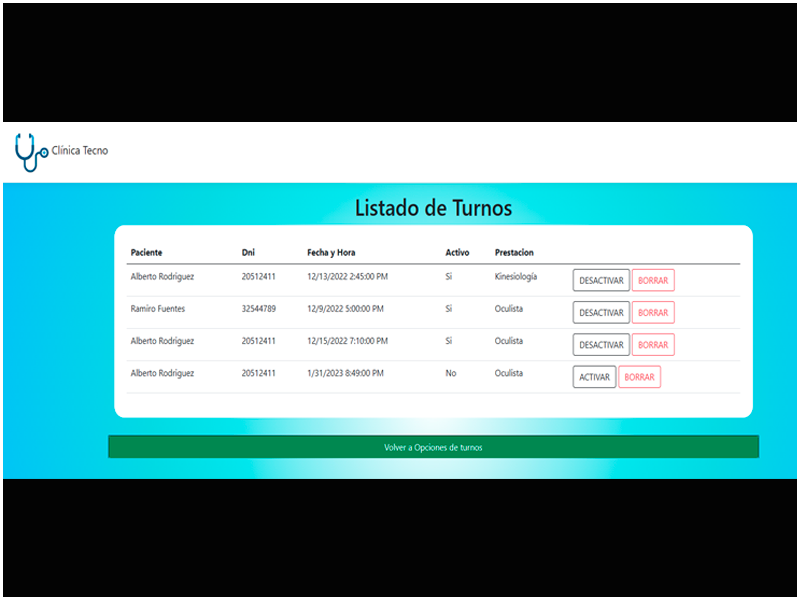 Clínica Tecno
Listado de Turnos
Paciente Dni Fecha y Hora Activo Prestacion
Alberto Rodriguez 20512411 12/13/2022 2:45:00 PM Si Kinesiología DESACTIVAR BORRAR
Ramiro Fuentes 32544789 12/9/2022 5:00:00 PM Si Oculista DESACTIVAR BORRAR
Alberto Rodriguez 20512411 12/15/2022 7:10:00 PM Si Oculista DESACTIVAR BORRAR
Alberto Rodriguez 20512411 1/31/2023 8:49:00 PM No Oculista ACTIVAR BORRAR
Volver a Opciones de turnos